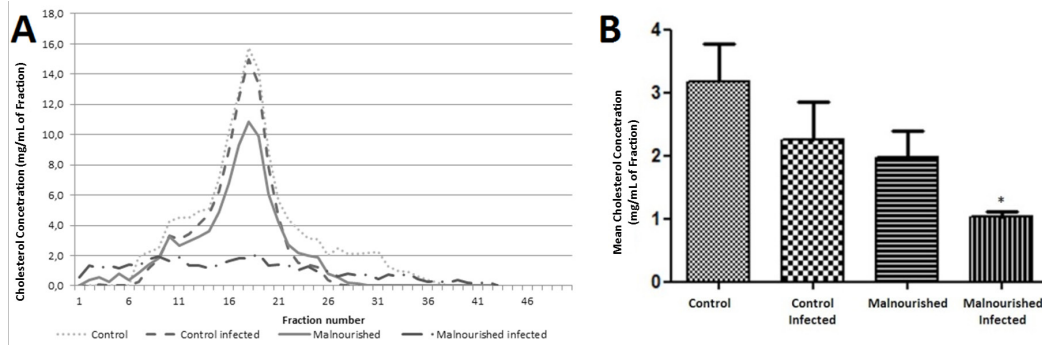 A
Cholesterol Concetration (mg/mL of Fraction)
18,0
16,0
14,0
12,0
10,0
8,0
6,0
4,0
2,0
0,0
1 6 11 16 21 26 31 36 41 46
Fraction number
Control Control infected Malnourished Malnourished infected
B
Mean Cholesterol Concetration
(mg/mL of Fraction)
4
3
2
1
0
*
Control Control Malnourished Malnourished
Infected Infected